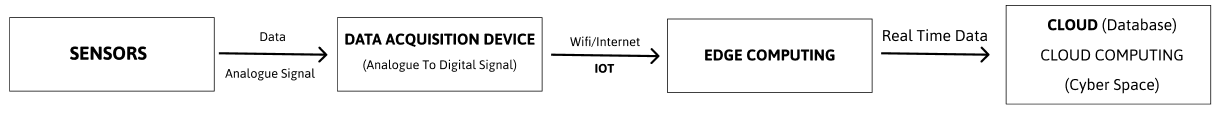 SENSORS
Data
Analogue Signal
DATA ACQUISITION DEVICE
(Analogue To Digital Signal)
Wifi/Internet
IOT
EDGE COMPUTING
Real Time Data
CLOUD (Database)
CLOUD COMPUTING
(Cyber Space)